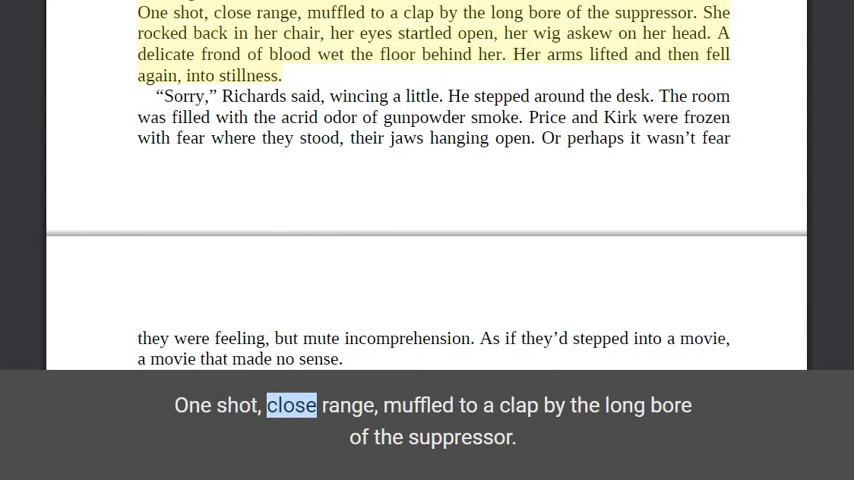 One shot, close range, muffled to a clap by the long bore of the suppressor. She
rocked back in her chair, her eyes startled open, her wig askew on her head. A
delicate frond of blood wet the floor behind her. Her arms lifted and then fell
again, into stillness.
“Sorry,” Richards said, wincing a little. He stepped around the desk. The room
was filled with the acrid odor of gunpowder smoke. Price and Kirk were frozen
with fear where they stood, their jaws hanging open. Or perhaps it wasn’t fear
they were feeling, but mute incomprehension. As if they’d stepped into a movie,
a movie that made no sense.
One shot, close range, muffled to a clap by the long bore
of the suppressor.